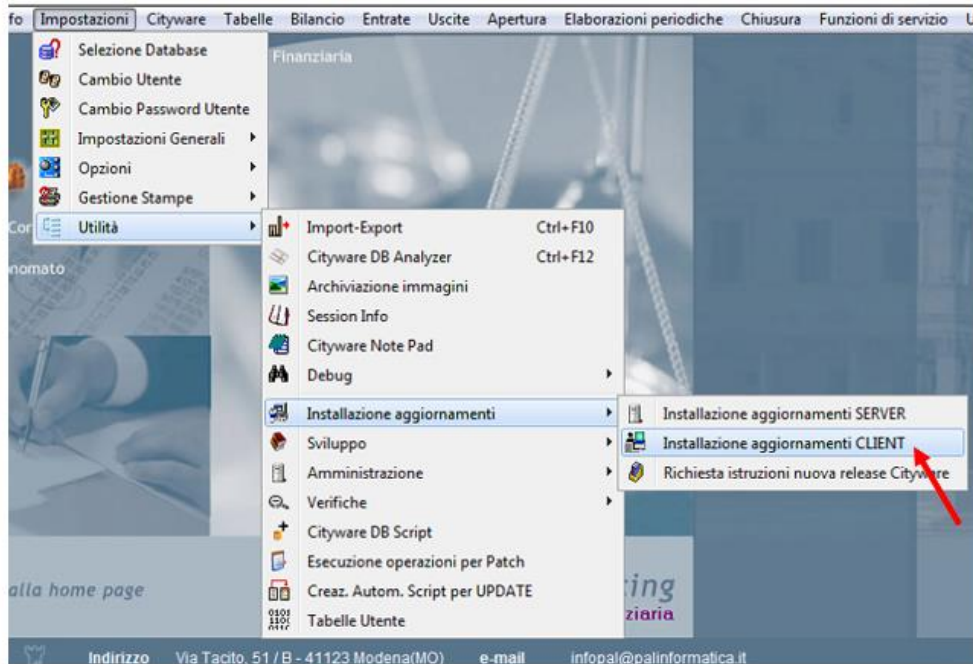 fo Impostazioni Cityware Tabelle Bilancio Entrate Uscite Apertura Elaborazioni periodiche Chiusura Funzioni di servizio U
Selezione Database
Finanziaria
Cambio Utente
Cambio Password Utente
Impostazioni Generali
Opzioni
Gestione Stampe
Cor
Utilità
Import-Export Ctrl+F10
Cityware DB Analyzer Ctrl+F12
nomato
Archiviazione immagini
Session Info
Cityware Note Pad
Debug
Installazione aggiornamenti
Installazione aggiornamenti SERVER
Sviluppo
Installazione aggiornamenti CLIENT
Amministrazione
Richiesta istruzioni nuova release Cityware
Verifiche
Cityware DB Script
Esecuzione operazioni per Patch
alla home page
Creaz. Autom. Script per UPDATE
cing
ziaria
Tabelle Utente
Indirizzo Via Tacito, 51 / B - 41123 Modena(MO) e-mail infopal@palinformatica.it